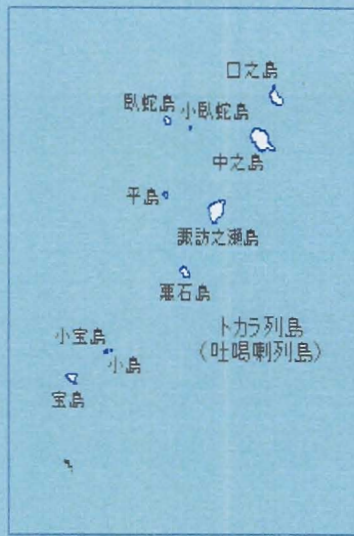 口之島
臥蛇島
小臥蛇島
中之島
平島
諏訪之瀬島
悪石島
トカラ列島
(吐噶喇列島)
小宝島
小島
宝島